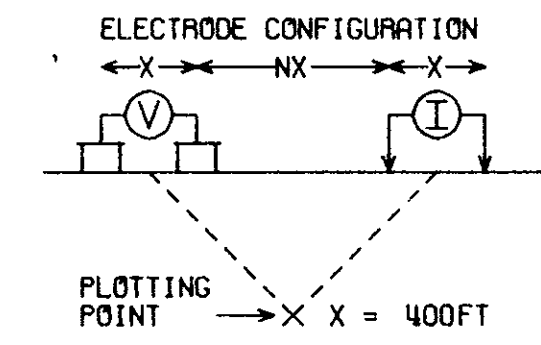 ELECTRODE CONFIGURATION
X NX X
V I
PLOTTING
POINT X = 400FT